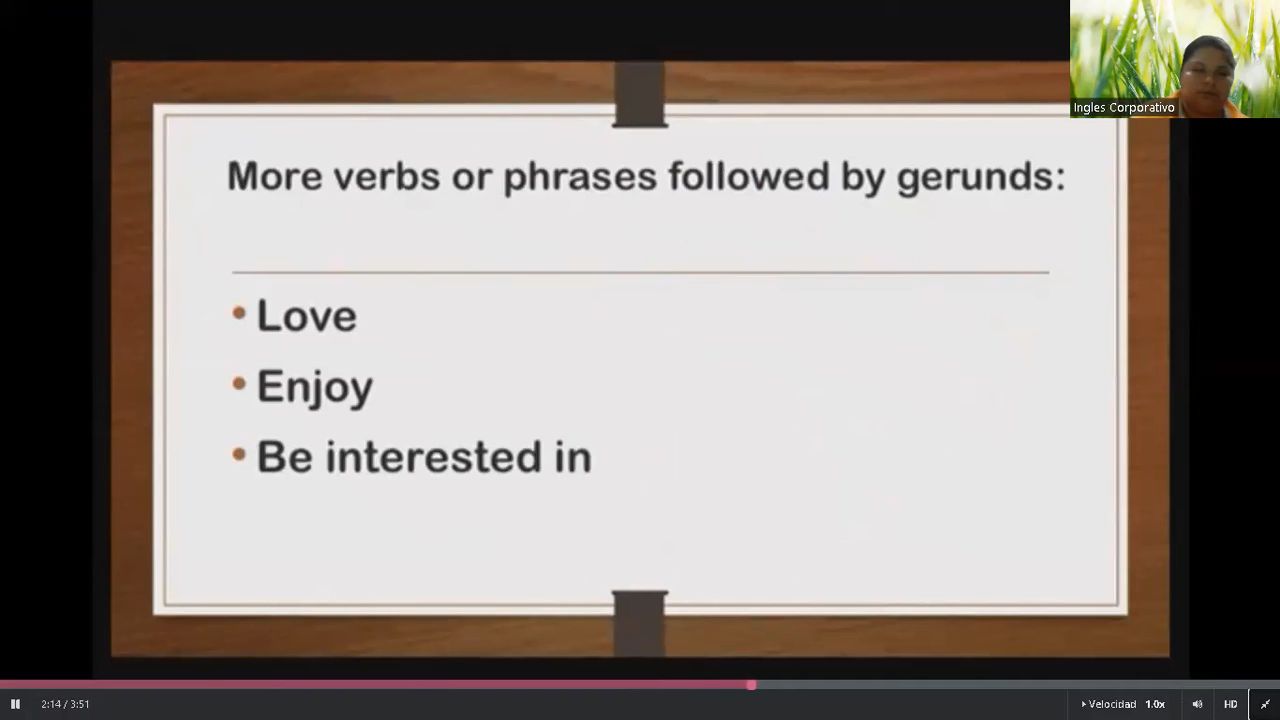 Ingles Corporativo
More verbs or phrases followed by gerunds:
• Love
• Enjoy
• Be interested in
2:14 / 3:51
Velocidad 1.0x
HD